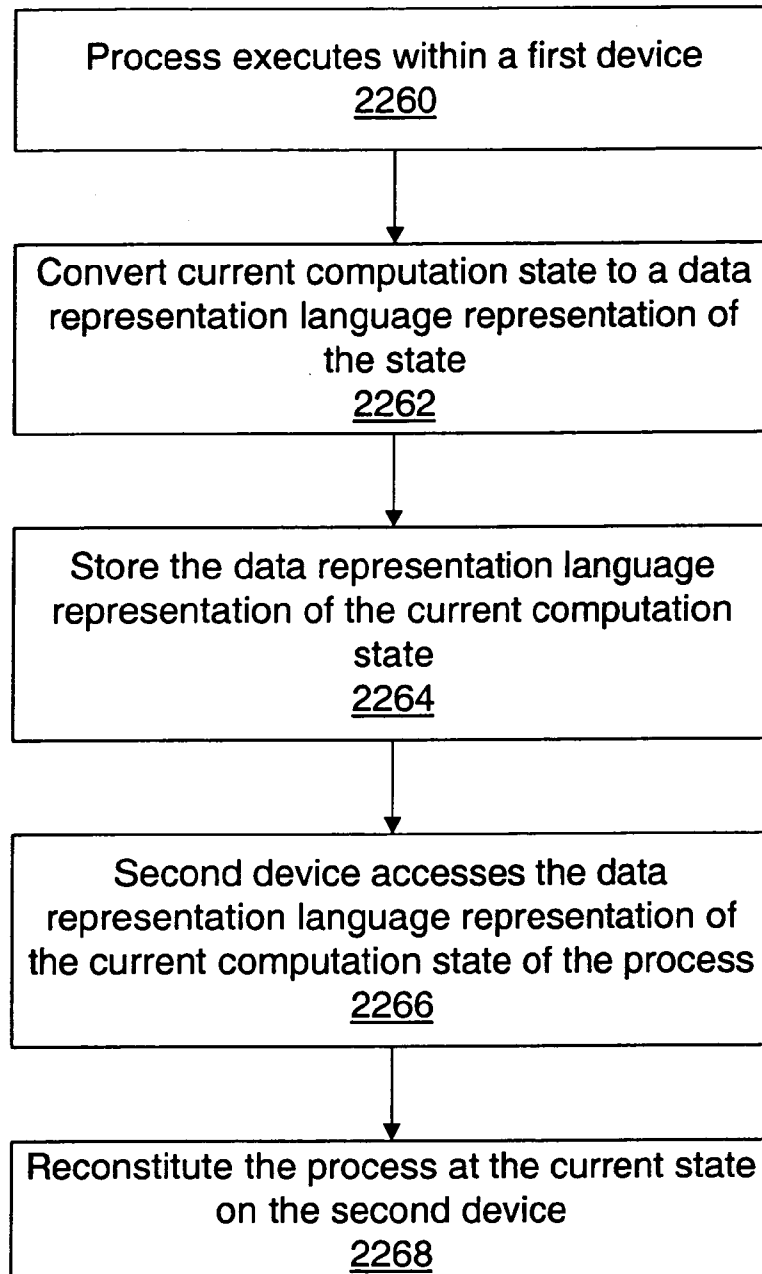 Process executes within a first device
2260
Convert current computation state to a data
representation language representation of
the state
2262
Store the data representation language
representation of the current computation
state
2264
Second device accesses the data
representation language representation of
the current computation state of the process
2266
Reconstitute the process at the current state
on the second device
2268